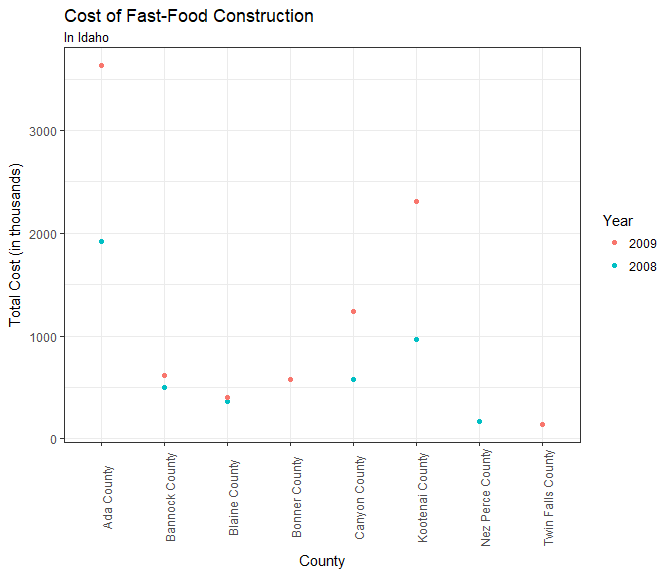 Cost of Fast-Food Construction
In Idaho
Total Cost (in thousands)
3000
2000
1000
0
Ada County
Bannock County
Blaine County
Bonner County
Canyon County
Kootenai County
Nez Perce County
Twin Falls County
County
Year
2009
2008